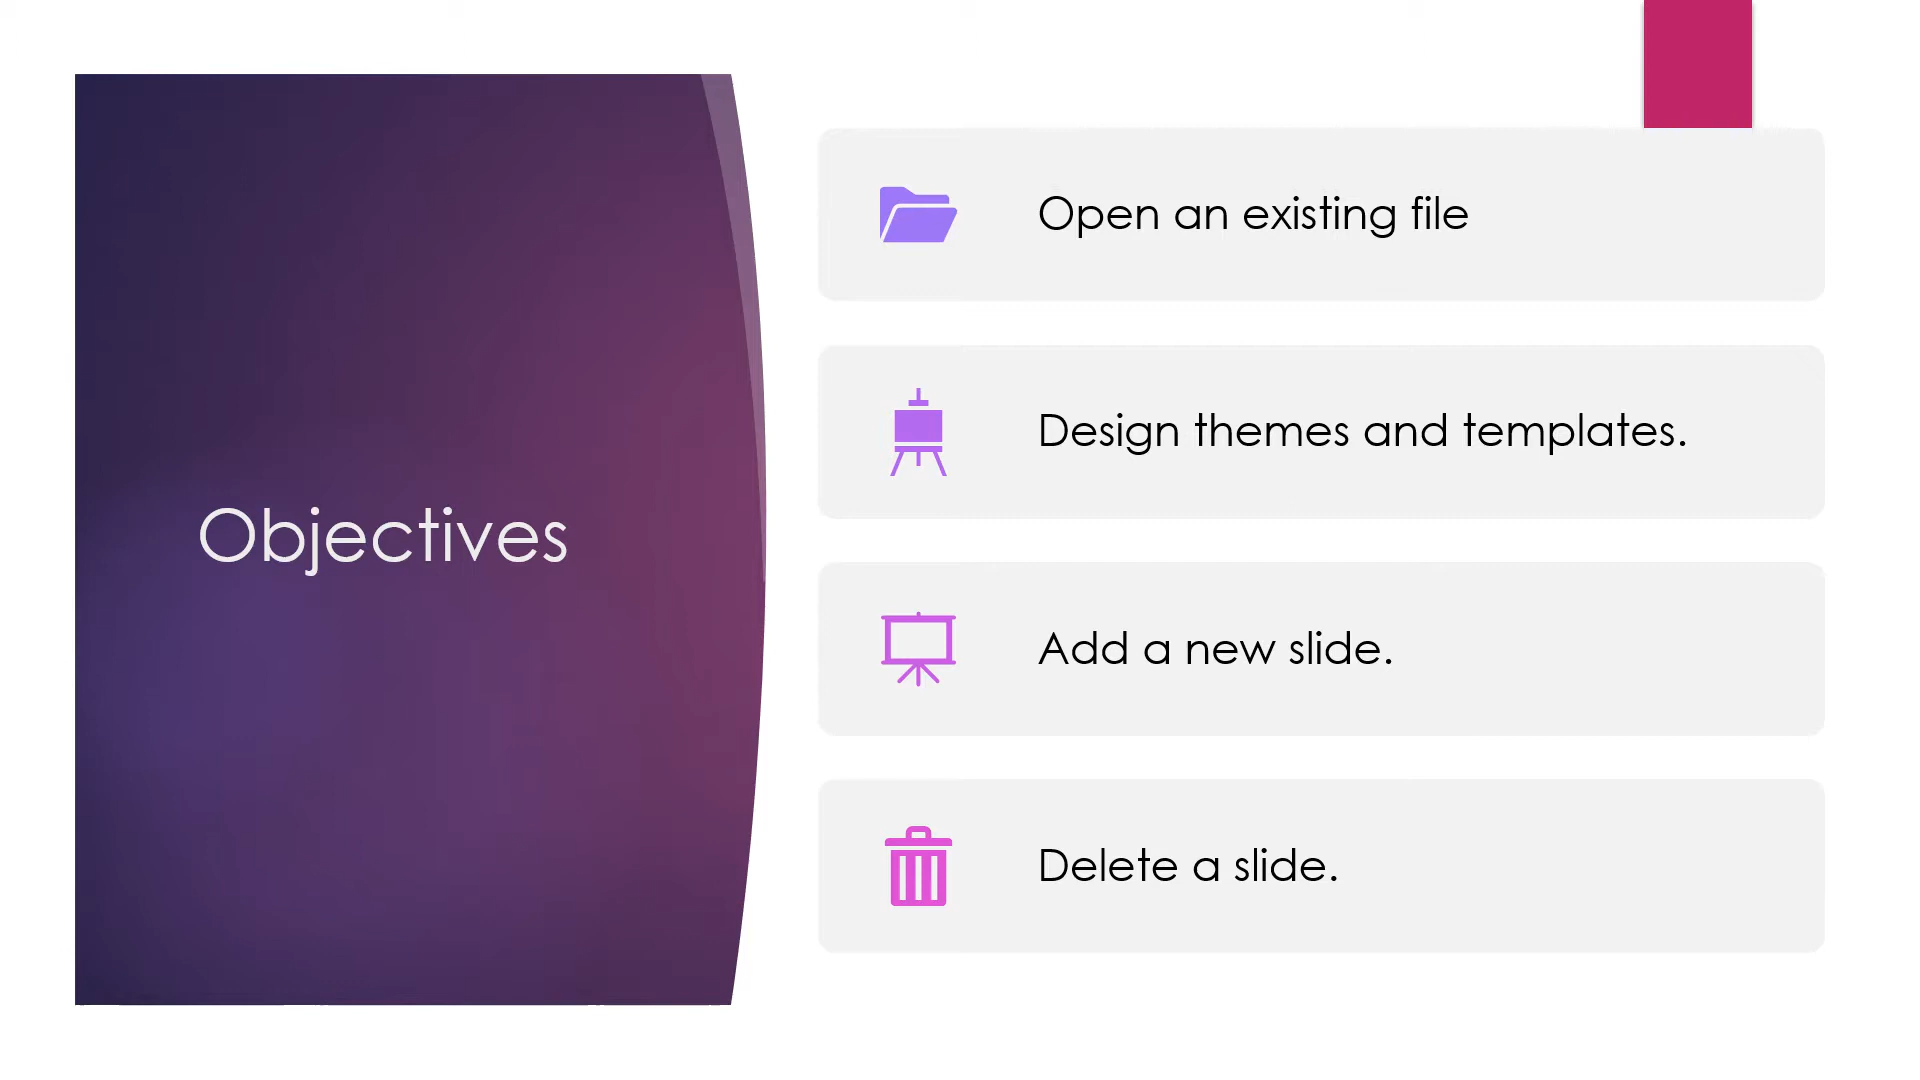 Objectives
Open an existing file
Design themes and templates.
Add a new slide.
Delete a slide.